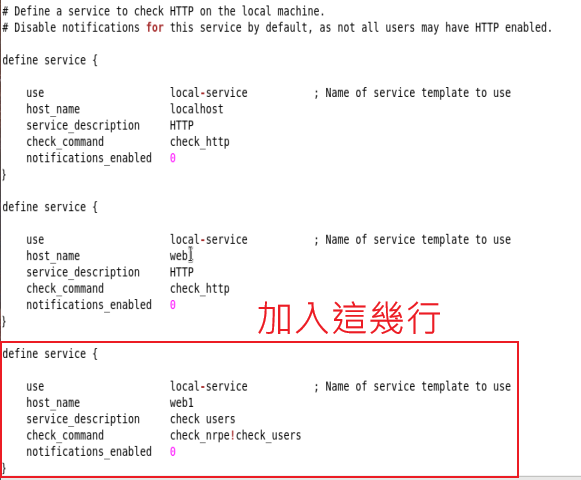 # Define a service to check HTTP on the local machine.
# Disable notifications for this service by default, as not all users may have HTTP enabled.
define service {
use local-service ; Name of service template to use
host_name localhost
service_description HTTP
check_command check_http
notifications_enabled 0
}
define service {
use local-service ; Name of service template to use
host_name web1
service_description HTTP
check_command check_http
notifications_enabled 0
}
加入這幾行
define service {
use local-service ; Name of service template to use
host_name web1
service_description check users
check_command check_nrpe!check_users
notifications_enabled 0
}